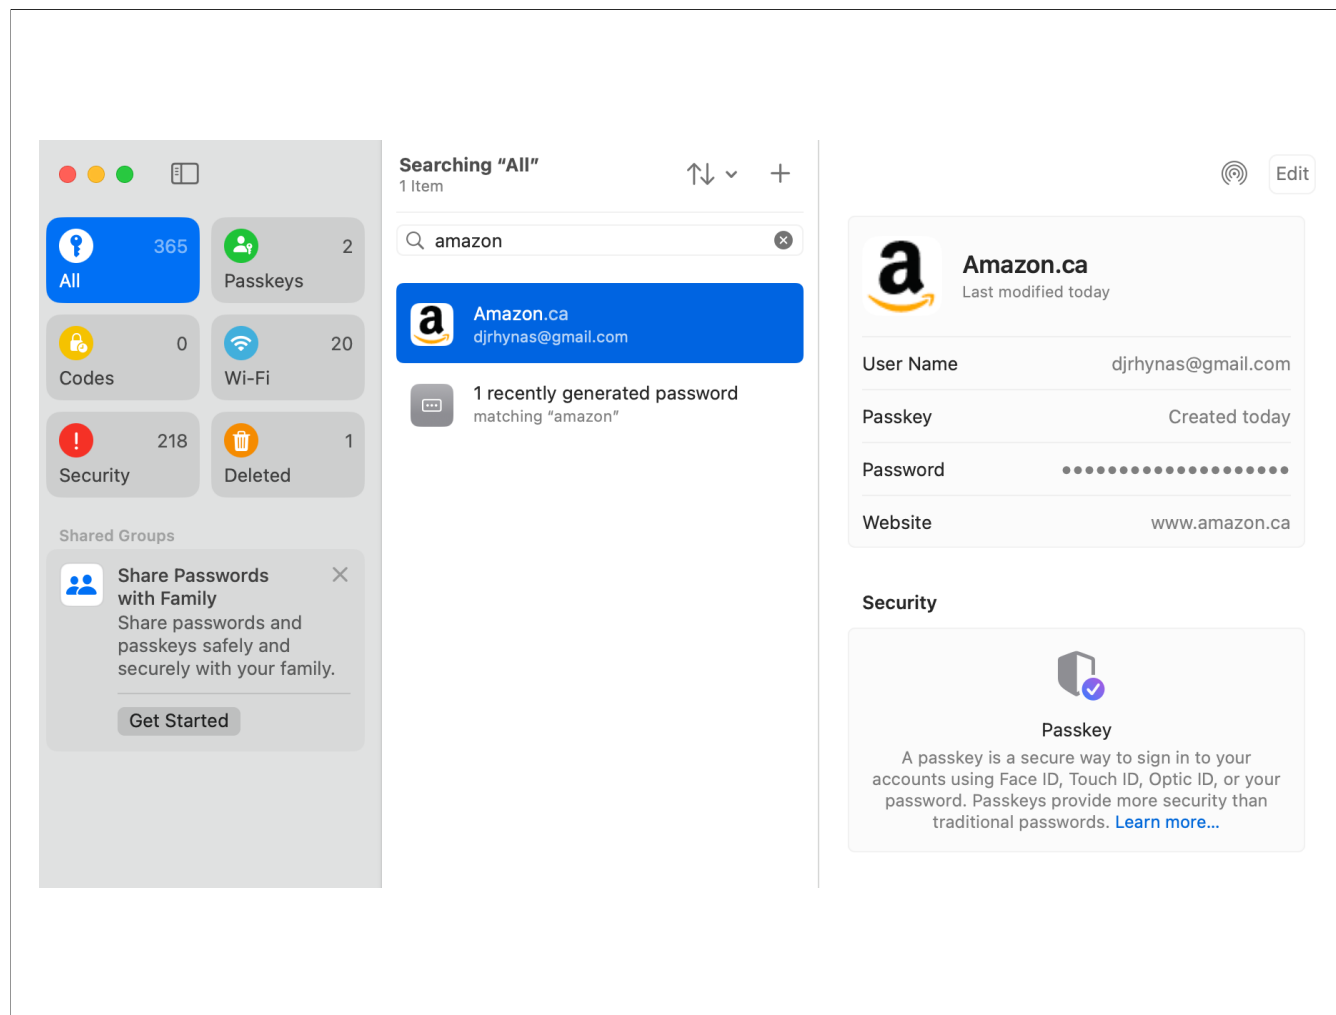 365
All
2
Passkeys
0
Codes
20
Wi-Fi
218
Security
1
Deleted
Shared Groups
Share Passwords
with Family
Share passwords and
passkeys safely and
securely with your family.
Get Started
Searching “All”
1 Item
amazon
Amazon.ca
djrhynas@gmail.com
1 recently generated password
matching “amazon”
Edit
Amazon.ca
Last modified today
User Name djrhynas@gmail.com
Passkey Created today
Password ●●●●●●●●●●●●●●●●●●●●
Website www.amazon.ca
Security
Passkey
A passkey is a secure way to sign in to your
accounts using Face ID, Touch ID, Optic ID, or your
password. Passkeys provide more security than
traditional passwords. Learn more...